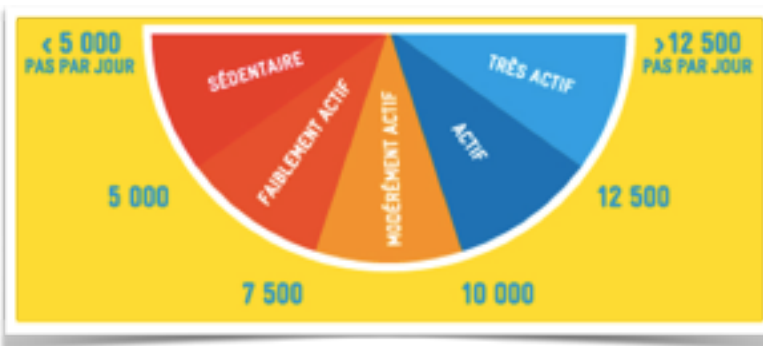 < 5 000
PAS PAR JOUR
SÉDENTAIRE
FAIBLEMENT ACTIF
MODÉRÉMENT ACTIF
ACTIF
TRÈS ACTIF
>12 500
PAS PAR JOUR
5 000
7 500
10 000
12 500